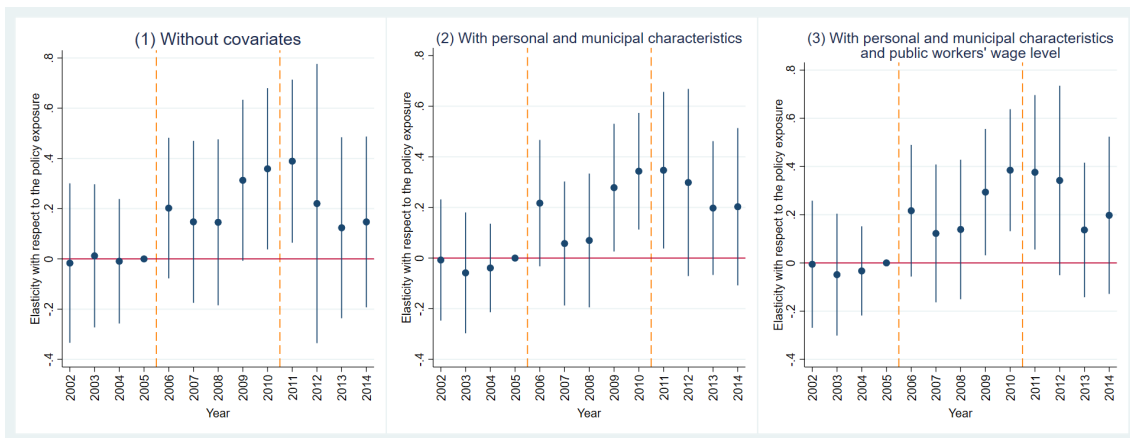 (1) Without covariates
Elasticity with respect to the policy exposure
.8
.6
.4
.2
0
-.2
-.4
2002 2003 2004 2005 2006 2007 2008 2009 2010 2011 2012 2013 2014
Year
(2) With personal and municipal characteristics
Elasticity with respect to the policy exposure
.8
.6
.4
.2
0
-.2
-.4
2002 2003 2004 2005 2006 2007 2008 2009 2010 2011 2012 2013 2014
Year
(3) With personal and municipal characteristics
and public workers' wage level
Elasticity with respect to the policy exposure
.8
.6
.4
.2
0
-.2
-.4
2002 2003 2004 2005 2006 2007 2008 2009 2010 2011 2012 2013 2014
Year